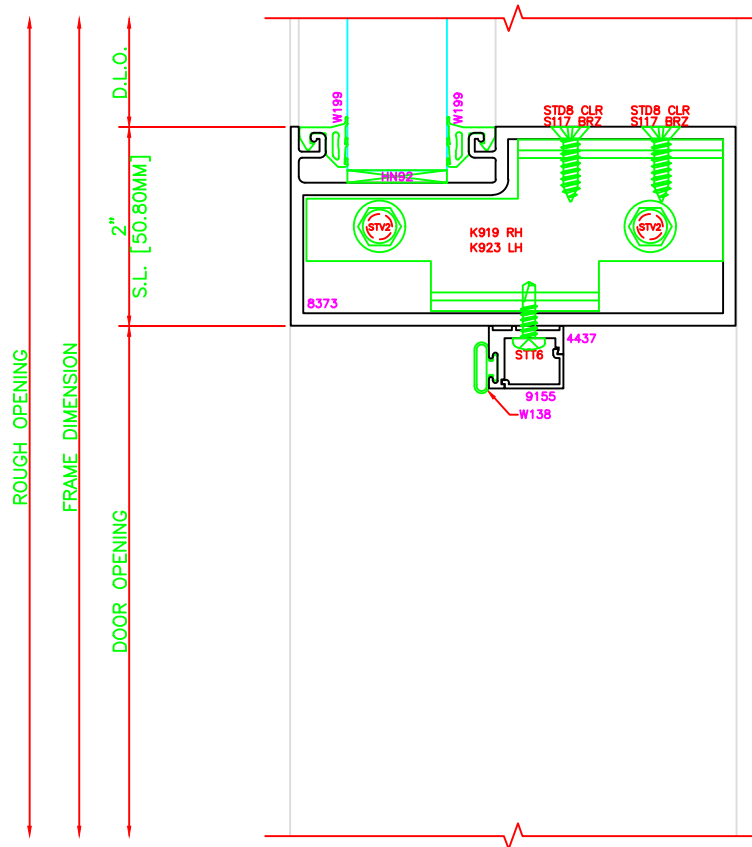 D.L.O.
W199
W199
STD8 CLR
S117 BRZ
STD8 CLR
S117 BRZ
HN92
2"
S.L. [50.80MM]
STV2
K919 RH
K923 LH
STV2
8373
4437
STT6
9155
W138
ROUGH OPENING
FRAME DIMENSION
DOOR OPENING